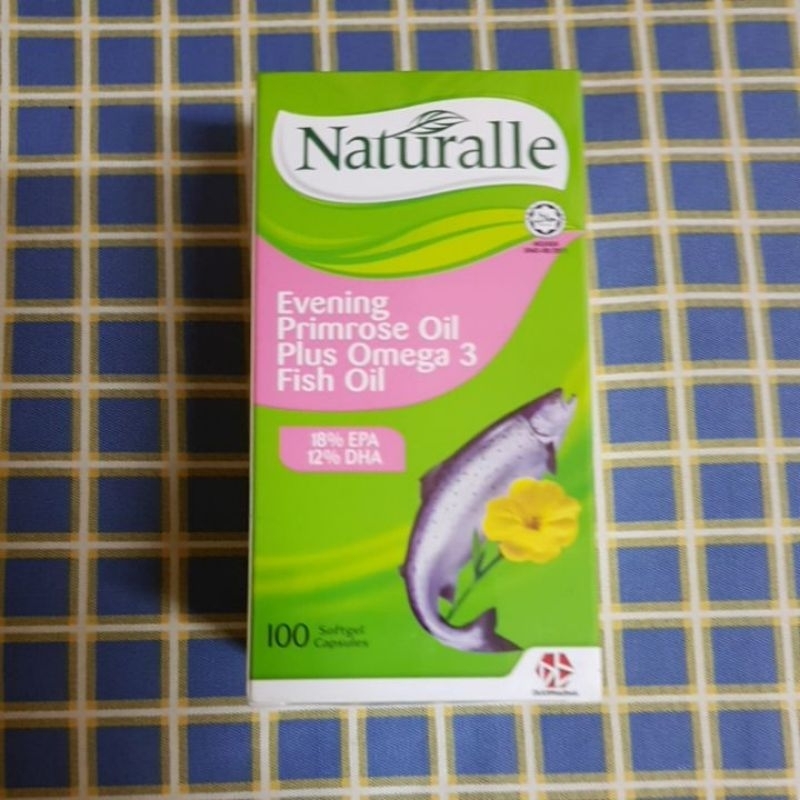 Naturalle
Evening
Primrose Oil
Plus Omega 3
Fish Oil
18% EPA
12% DHA
100 Softgel
Capsules